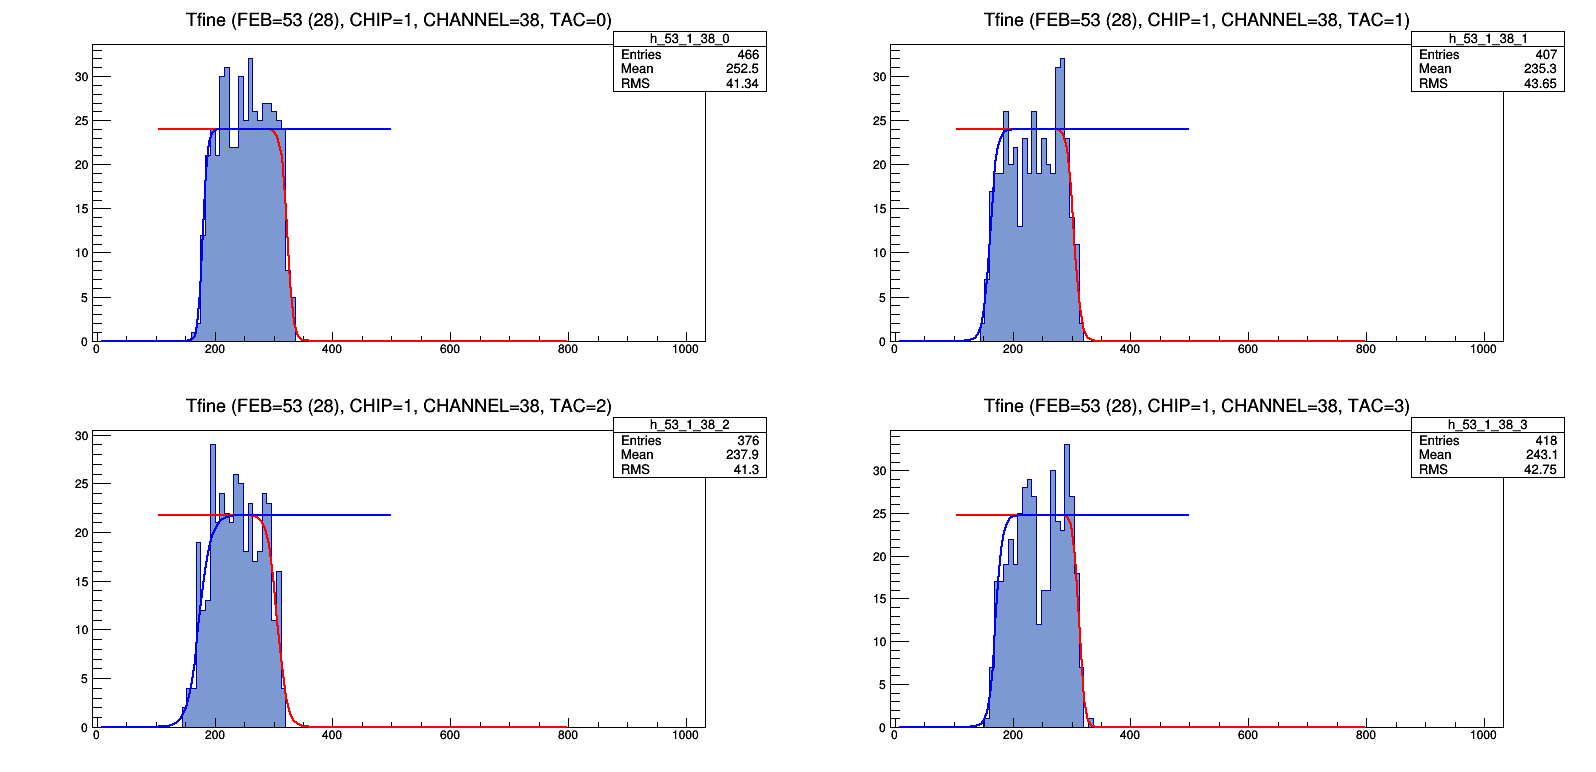 Tfine (FEB=53 (28), CHIP=1, CHANNEL=38, TAC=0)
h_53_1_38_0
Entries 466
Mean 252.5
RMS 41.34
30
25
20
15
10
5
0
0 200 400 600 800 1000
Tfine (FEB=53 (28), CHIP=1, CHANNEL=38, TAC=1)
h_53_1_38_1
Entries 407
Mean 235.3
RMS 43.65
30
25
20
15
10
5
0
0 200 400 600 800 1000
Tfine (FEB=53 (28), CHIP=1, CHANNEL=38, TAC=2)
h_53_1_38_2
Entries 376
Mean 237.9
RMS 41.3
30
25
20
15
10
5
0
0 200 400 600 800 1000
Tfine (FEB=53 (28), CHIP=1, CHANNEL=38, TAC=3)
h_53_1_38_3
Entries 418
Mean 243.1
RMS 42.75
30
25
20
15
10
5
0
0 200 400 600 800 1000